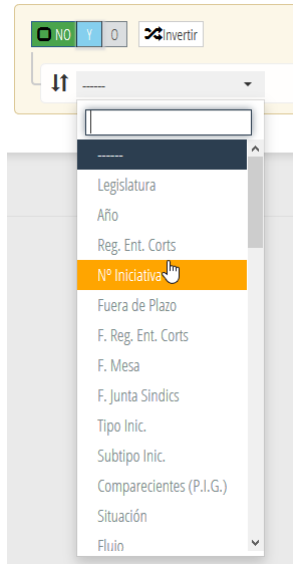 NO Y O Invertir
------
------
Legislatura
Año
Reg. Ent. Corts
Nº Iniciativa
Fuera de Plazo
F. Reg. Ent. Corts
F. Mesa
F. Junta Sindics
Tipo Inic.
Subtipo Inic.
Comparecientes (P.I.G.)
Situación
Flujo